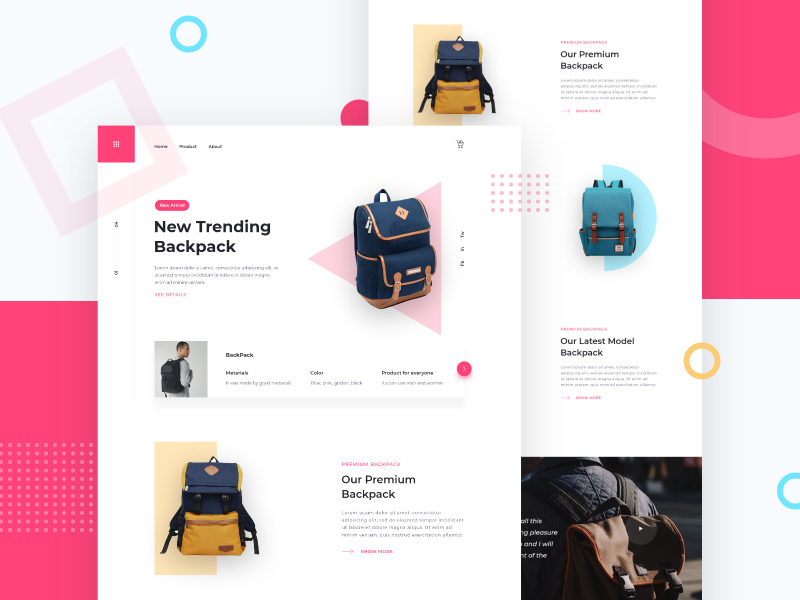 Home Product About
New Arrival
New Trending
Backpack
Lorem ipsum dolor sit amet, consectetur adipiscing elit, se
eiusmod tempor incididunt ut labore et dolore magna
enim ad minim veniam.
SEE DETAILS
04
01
Tw
In
Fb
BackPack
Materials
It was made by good meterials
Color
Blue, pink, golden ,black
Product for everyone
It,s can use man and women
PREMIUM BACKPACK
Our Premium
Backpack
Lorem ipsum dolor sit amet, consectetur
adipiscing elit, sed do eiusmod tempor incididunt
ut labore et dolore magna aliqua. Ut enim ad
minim veniam, quis nostrud exercitation ullamco.
SHOW MORE
PREMIUM BACKPACK
Our Premium
Backpack
Lorem ipsum dolor sit amet, consectetur
adipiscing elit, sed do eiusmod tempor incididunt
ut labore et dolore magna aliqua. Ut enim ad
minim veniam, quis nostrud exercitation ullamco.
SHOW MORE
PREMIUM BACKPACK
Our Latest Model
Backpack
Lorem ipsum dolor sit amet, consectetur
adipiscing elit, sed do eiusmod tempor incididunt
ut labore et dolore magna aliqua. Ut enim ad
minim veniam, quis nostrud exercitation ullamco.
SHOW MORE
all this
ng pleasure
and I will
nt of the